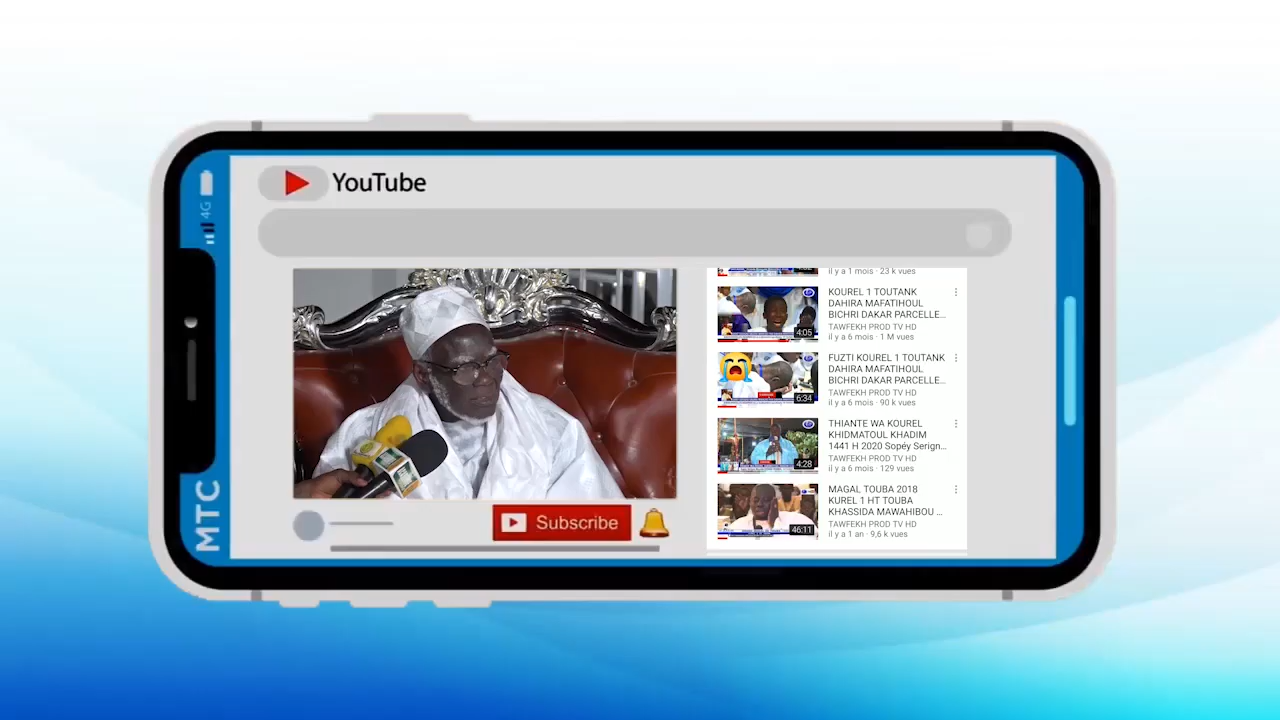 YouTube
4G
MTC
Subscribe
il y a 1 mois · 23 k vues
KOUREL 1 TOUTANK
DAHIRA MAFATIHOUL
BICHRI DAKAR PARCELLE...
TAWFEKH PROD TV HD
il y a 6 mois · 1 M vues
4:05
FUZTI KOUREL 1 TOUTANK
DAHIRA MAFATIHOUL
BICHRI DAKAR PARCELLE...
TAWFEKH PROD TV HD
il y a 6 mois · 90 k vues
6:34
THIANTE WA KOUREL
KHIDMATOUL KHADIM
1441 H 2020 Sopéy Serign...
TAWFEKH PROD TV HD
il y a 6 mois · 129 vues
4:28
MAGAL TOUBA 2018
KUREL 1 HT TOUBA
KHASSIDA MAWAHIBOU ...
TAWFEKH PROD TV HD
il y a 1 an · 9,6 k vues
46:11